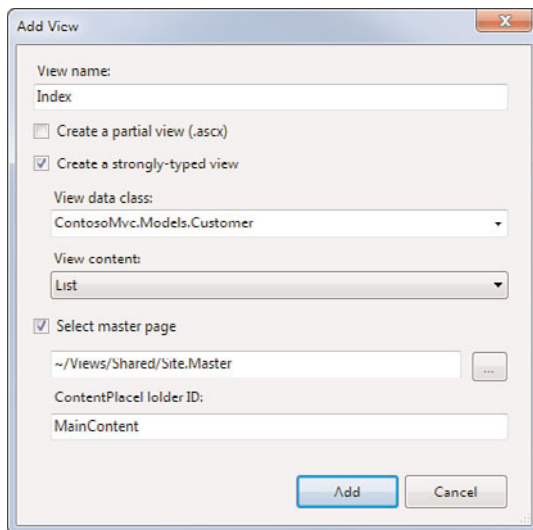 Add View
View name:
Index
Create a partial view (.ascx)
Create a strongly-typed view
View data class:
ContosoMvc.Models.Customer
View content:
List
Select master page
~/Views/Shared/Site.Master
...
ContentPlaceHolder ID:
MainContent
Add
Cancel